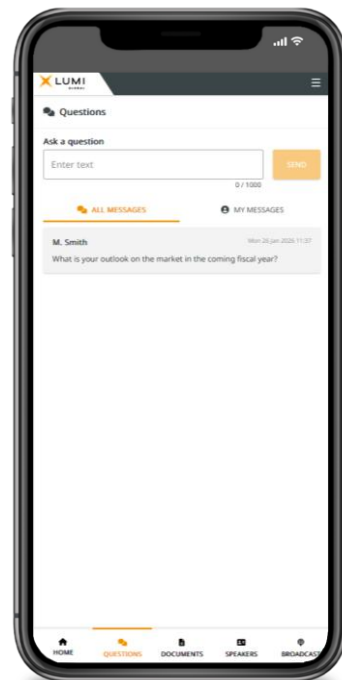 LUMI
GLOBAL
Questions
Ask a question
Enter text
SEND
0 / 1000
ALL MESSAGES
MY MESSAGES
M. Smith
Mon 26 Jan 2026 11:37
What is your outlook on the market in the coming fiscal year?
HOME
QUESTIONS
DOCUMENTS
SPEAKERS
BROADCAST